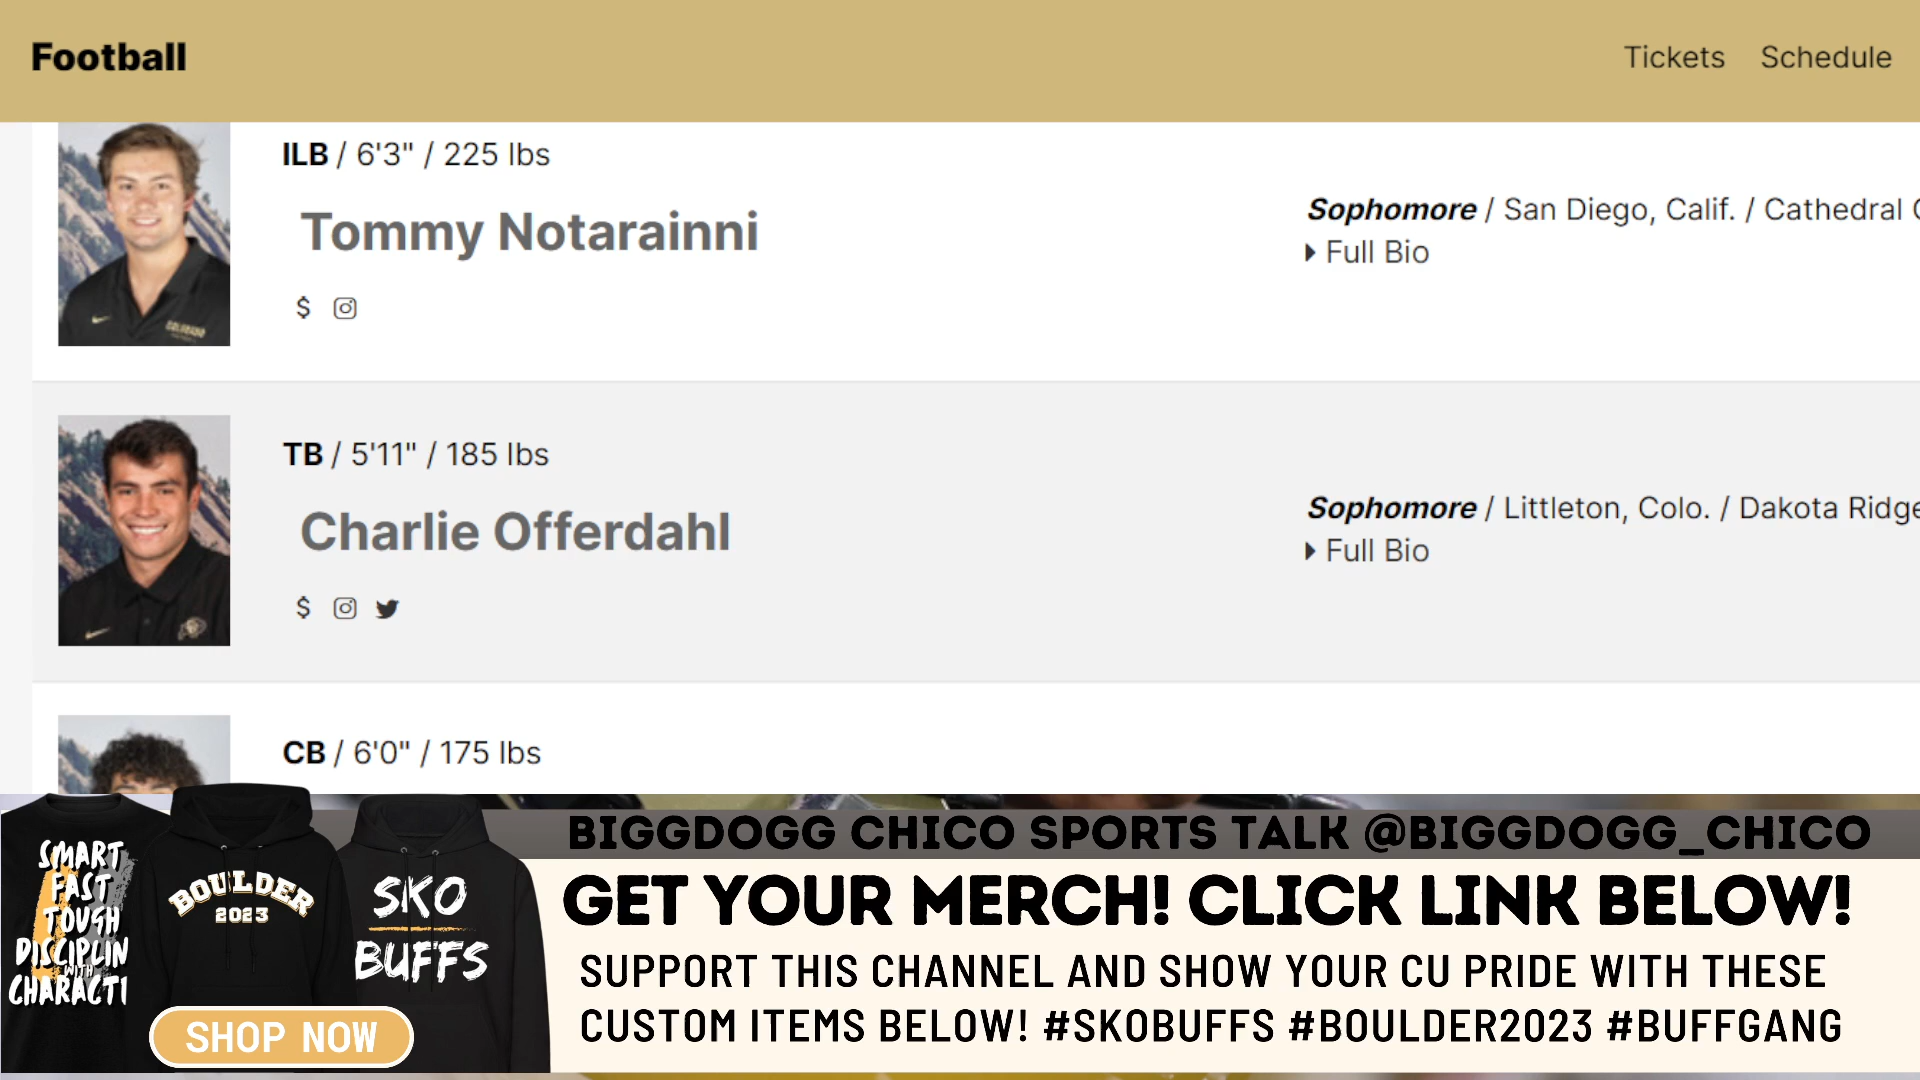 Football
Tickets Schedule
ILB / 6'3" / 225 lbs
Tommy Notarainni
Sophomore / San Diego, Calif. / Cathedral
Full Bio
$
TB / 5'11" / 185 lbs
Charlie Offerdahl
Sophomore / Littleton, Colo. / Dakota Ridge
Full Bio
$
CB / 6'0" / 175 lbs
BIGGDOGG CHICO SPORTS TALK @BIGGDOGG_CHICO
GET YOUR MERCH! CLICK LINK BELOW!
SUPPORT THIS CHANNEL AND SHOW YOUR CU PRIDE WITH THESE
CUSTOM ITEMS BELOW! #SKOBUFFS #BOULDER2023 #BUFFGANG
SMART
FAST
TOUGH
DISCIPLIN
WITH
CHARACT
BOULDER
2023
SKO
BUFFS
SHOP NOW